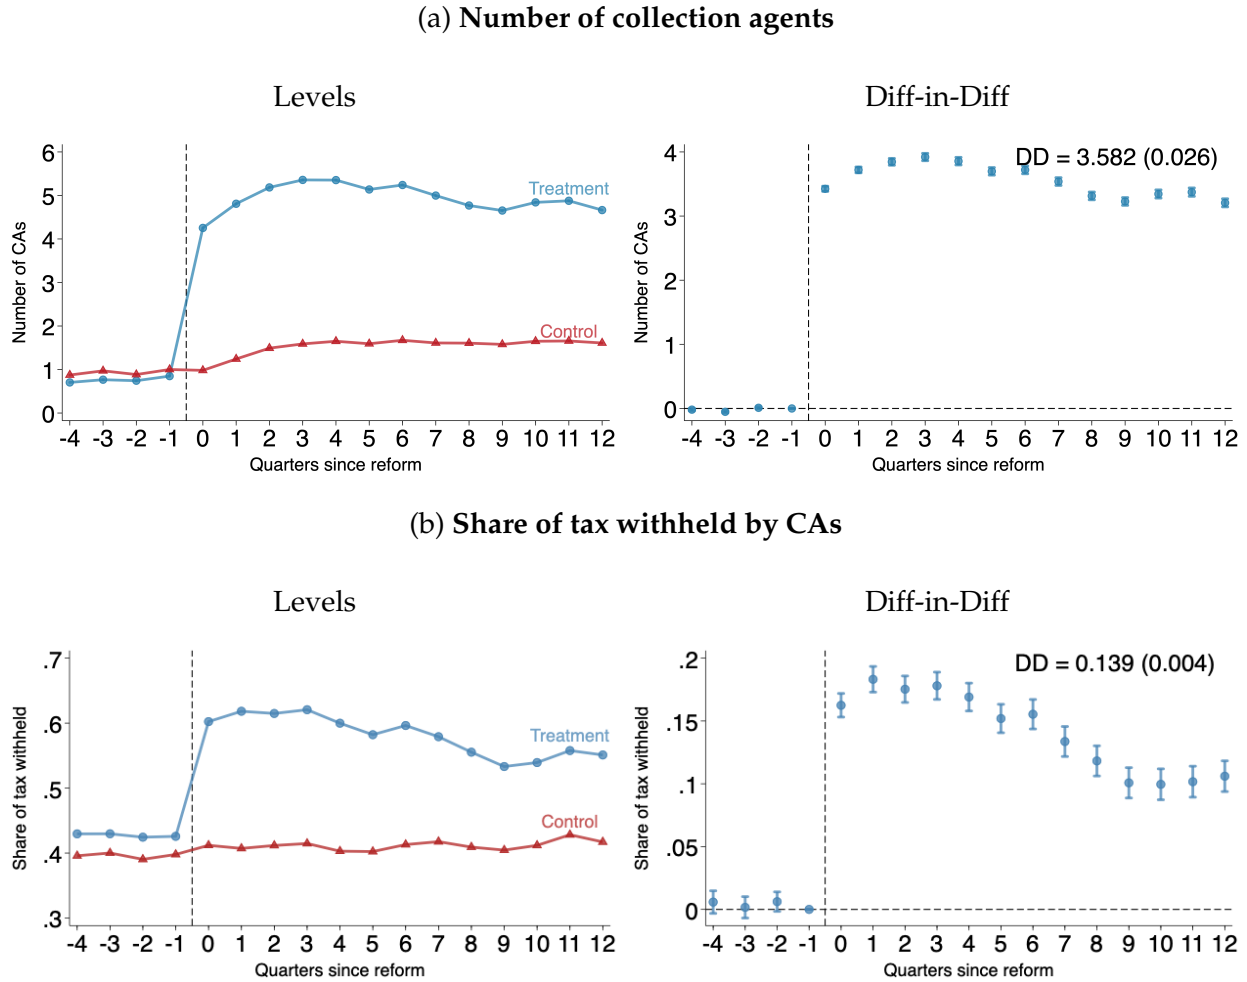 (a) Number of collection agents
Levels
Diff-in-Diff
6
5
4
3
2
1
0
Number of CAs
Treatment
Control
-4 -3 -2 -1 0 1 2 3 4 5 6 7 8 9 10 11 12
Quarters since reform
4
3
2
1
0
Number of CAs
DD = 3.582 (0.026)
-4 -3 -2 -1 0 1 2 3 4 5 6 7 8 9 10 11 12
Quarters since reform
(b) Share of tax withheld by CAs
Levels
Diff-in-Diff
.7
.6
.5
.4
.3
Share of tax withheld
Treatment
Control
-4 -3 -2 -1 0 1 2 3 4 5 6 7 8 9 10 11 12
Quarters since reform
.2
.15
.1
.05
0
Share of tax withheld
DD = 0.139 (0.004)
-4 -3 -2 -1 0 1 2 3 4 5 6 7 8 9 10 11 12
Quarters since reform